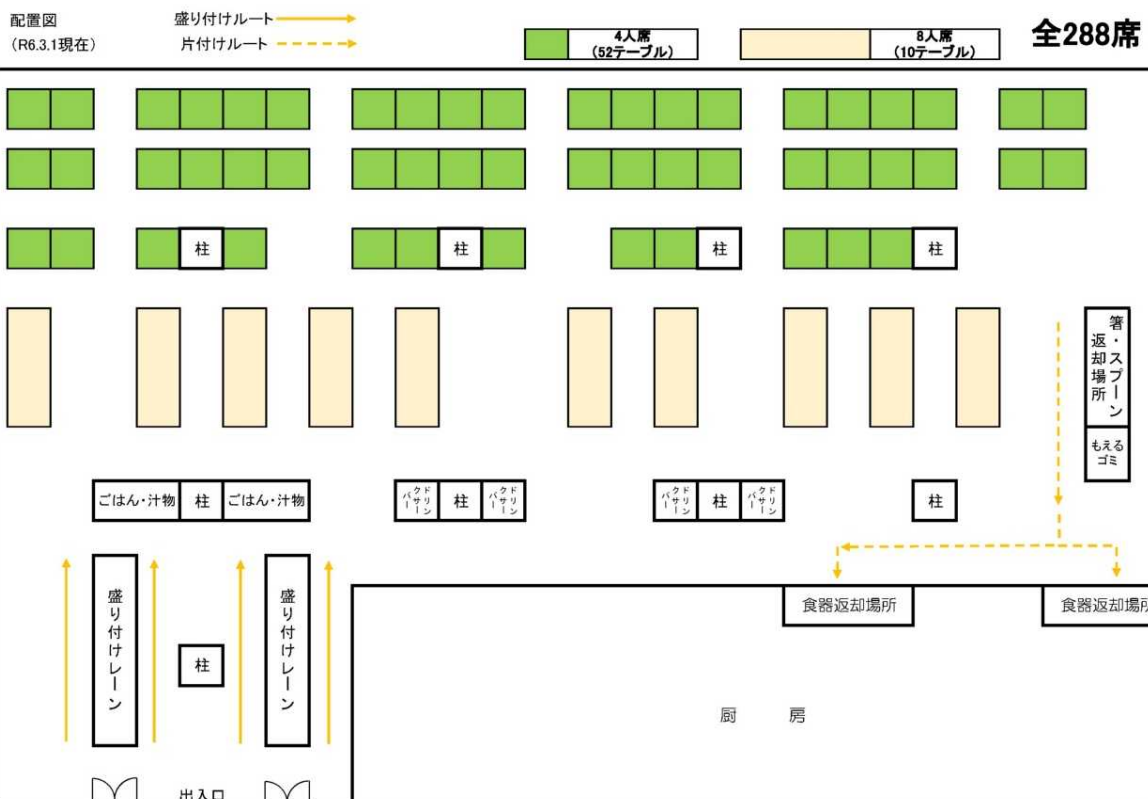 配置図
(R6.3.1現在)
盛り付けルート
片付けルート
4人席
(52テーブル)
8人席
(10テーブル)
全288席
柱
柱
柱
柱
箸・スプーン
返却場所
もえる
ゴミ
ごはん・汁物
柱
ごはん・汁物
ドリン
クサー
バー
柱
ドリン
クサー
バー
ドリン
クサー
バー
柱
ドリン
クサー
バー
柱
盛り付けレーン
柱
盛り付けレーン
食器返却場所
食器返却場所
厨房
出入口